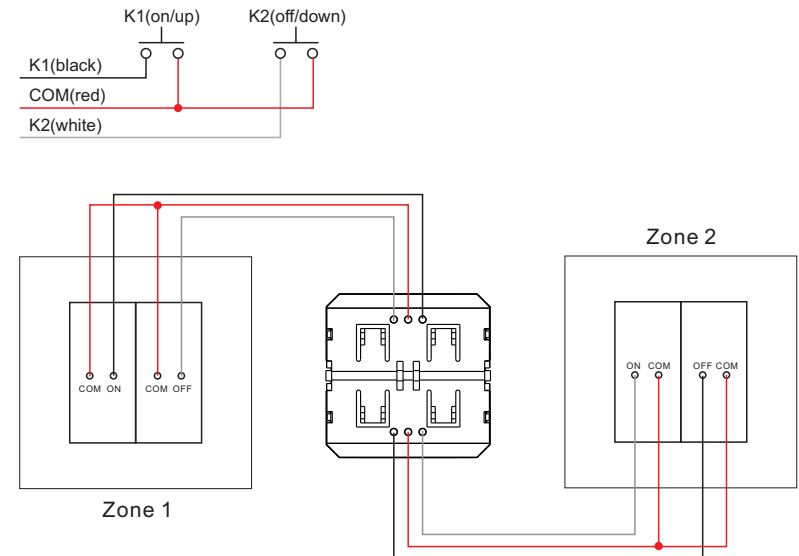 K1(on/up) K2(off/down)
K1(black)
COM(red)
K2(white)
Zone 2
ON COM OFF COM
COM ON COM OFF
Zone 1